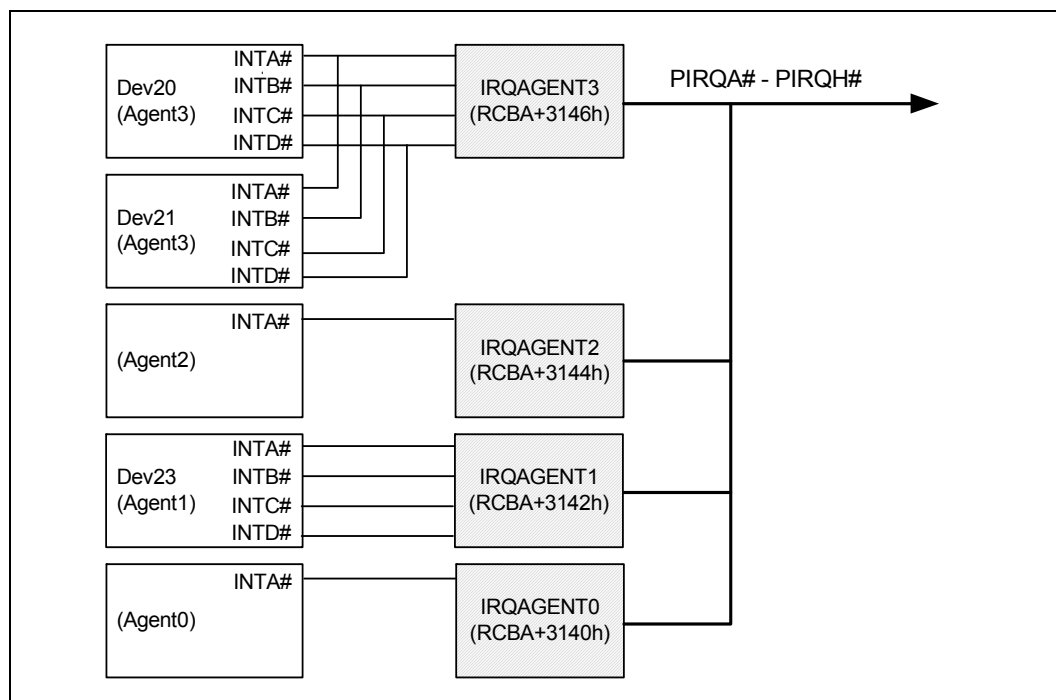 INTA#
INTB#
INTC#
INTD#
Dev20
(Agent3)
IRQAGENT3
(RCBA+3146h)
PIRQA# - PIRQH#
INTA#
INTB#
INTC#
INTD#
Dev21
(Agent3)
INTA#
(Agent2)
IRQAGENT2
(RCBA+3144h)
INTA#
INTB#
INTC#
INTD#
Dev23
(Agent1)
IRQAGENT1
(RCBA+3142h)
INTA#
(Agent0)
IRQAGENT0
(RCBA+3140h)